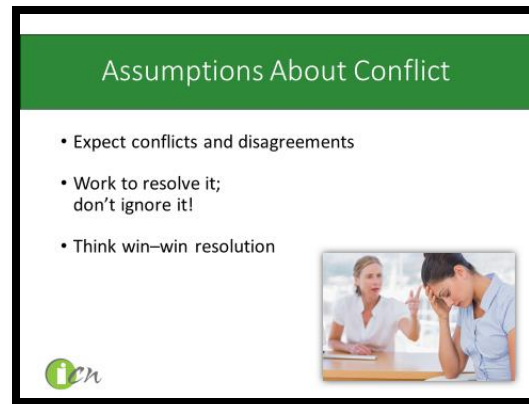 Assumptions About Conflict
• Expect conflicts and disagreements
• Work to resolve it;
don’t ignore it!
• Think win–win resolution
icn